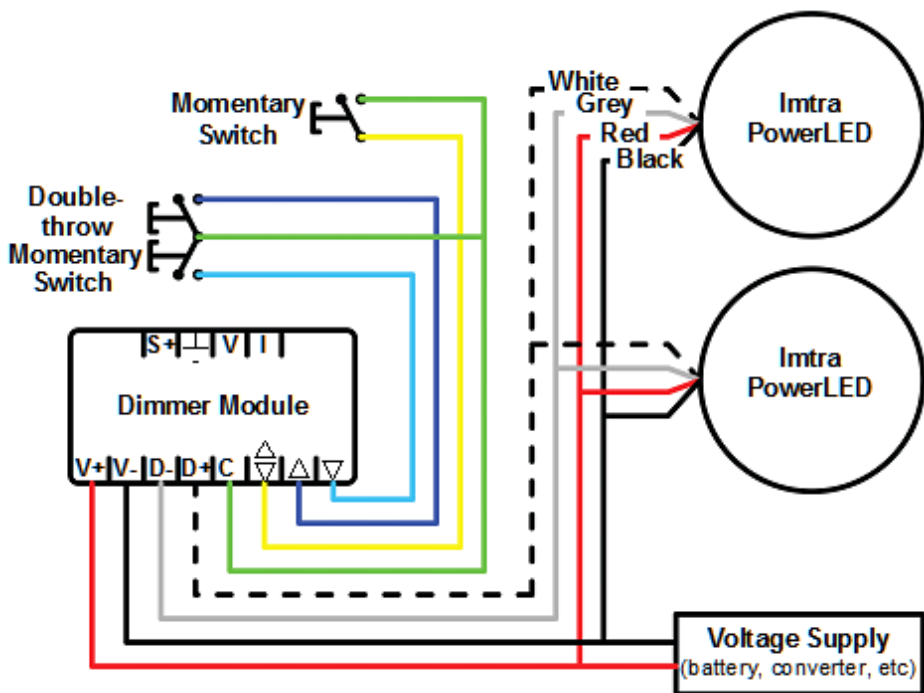 Momentary
Switch
White
Grey
Red
Black
Imtra
PowerLED
Double-
throw
Momentary
Switch
Imtra
PowerLED
S+ V I
Dimmer Module
V+ V- D- D+ C
Voltage Supply
(battery, converter, etc)